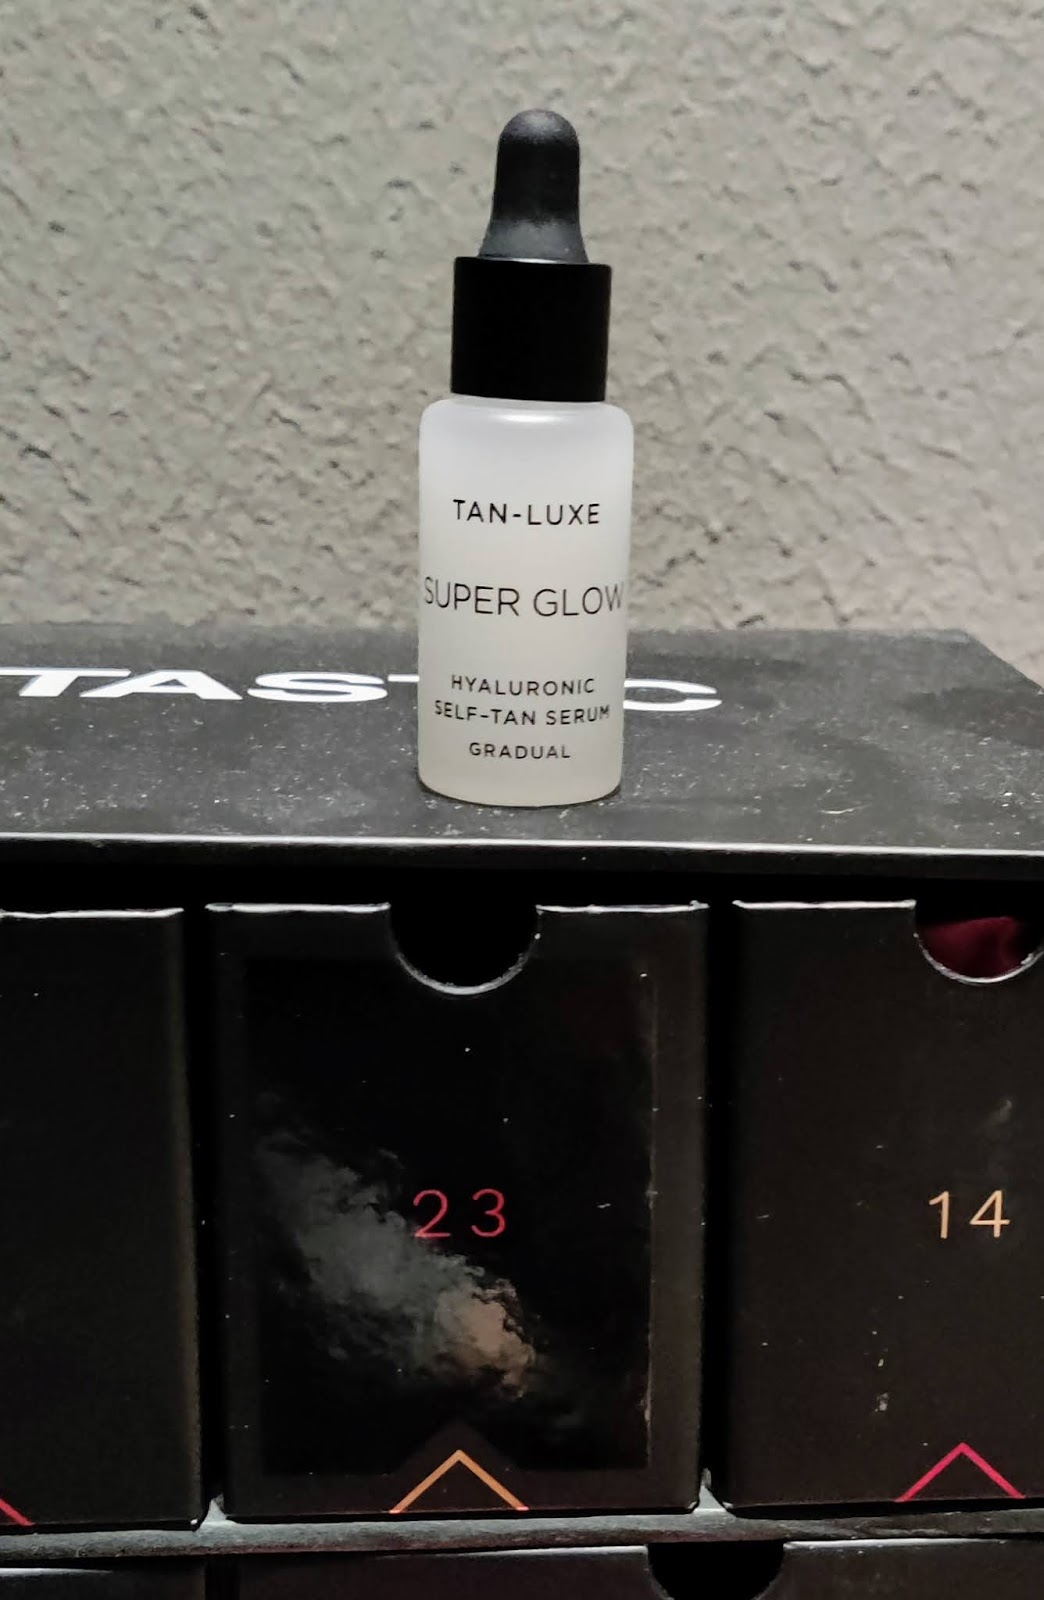 TAN-LUXE
SUPER GLOW
HYALURONIC
SELF-TAN SERUM
GRADUAL
23
14